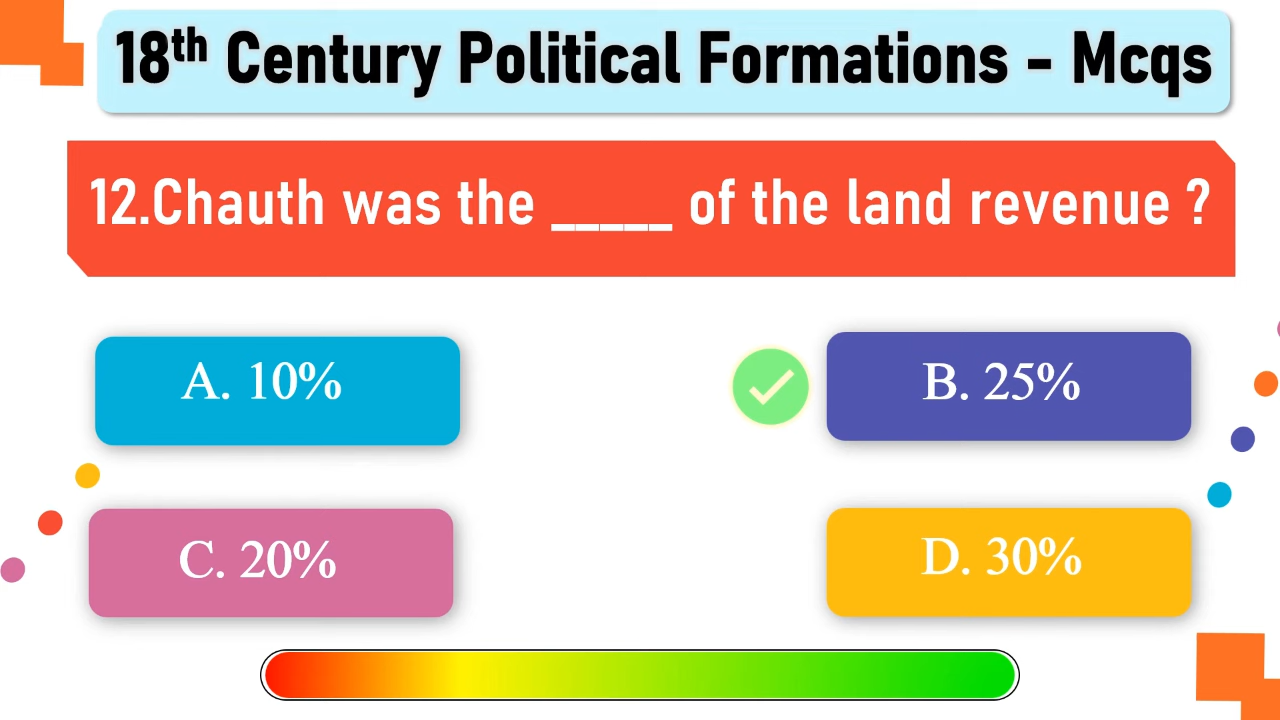 18th Century Political Formations - Mcqs
12.Chauth was the _____ of the land revenue ?
A. 10%
B. 25%
C. 20%
D. 30%